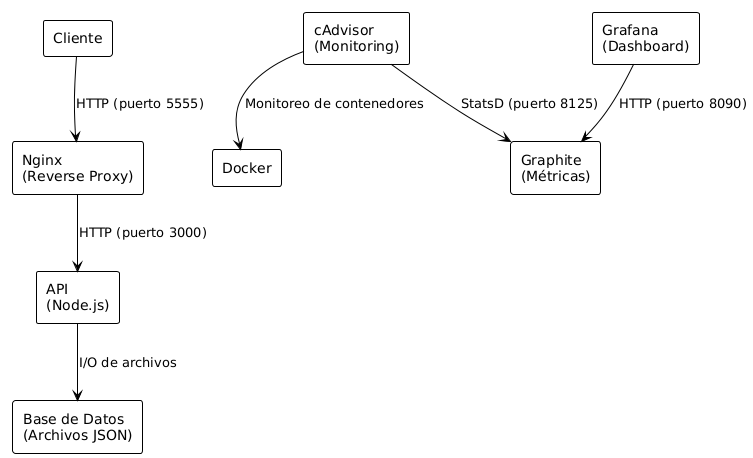 Cliente
cAdvisor
(Monitoring)
Grafana
(Dashboard)
HTTP (puerto 5555)
Monitoreo de contenedores
StatsD (puerto 8125)
HTTP (puerto 8090)
Nginx
(Reverse Proxy)
Docker
Graphite
(Métricas)
HTTP (puerto 3000)
API
(Node.js)
I/O de archivos
Base de Datos
(Archivos JSON)